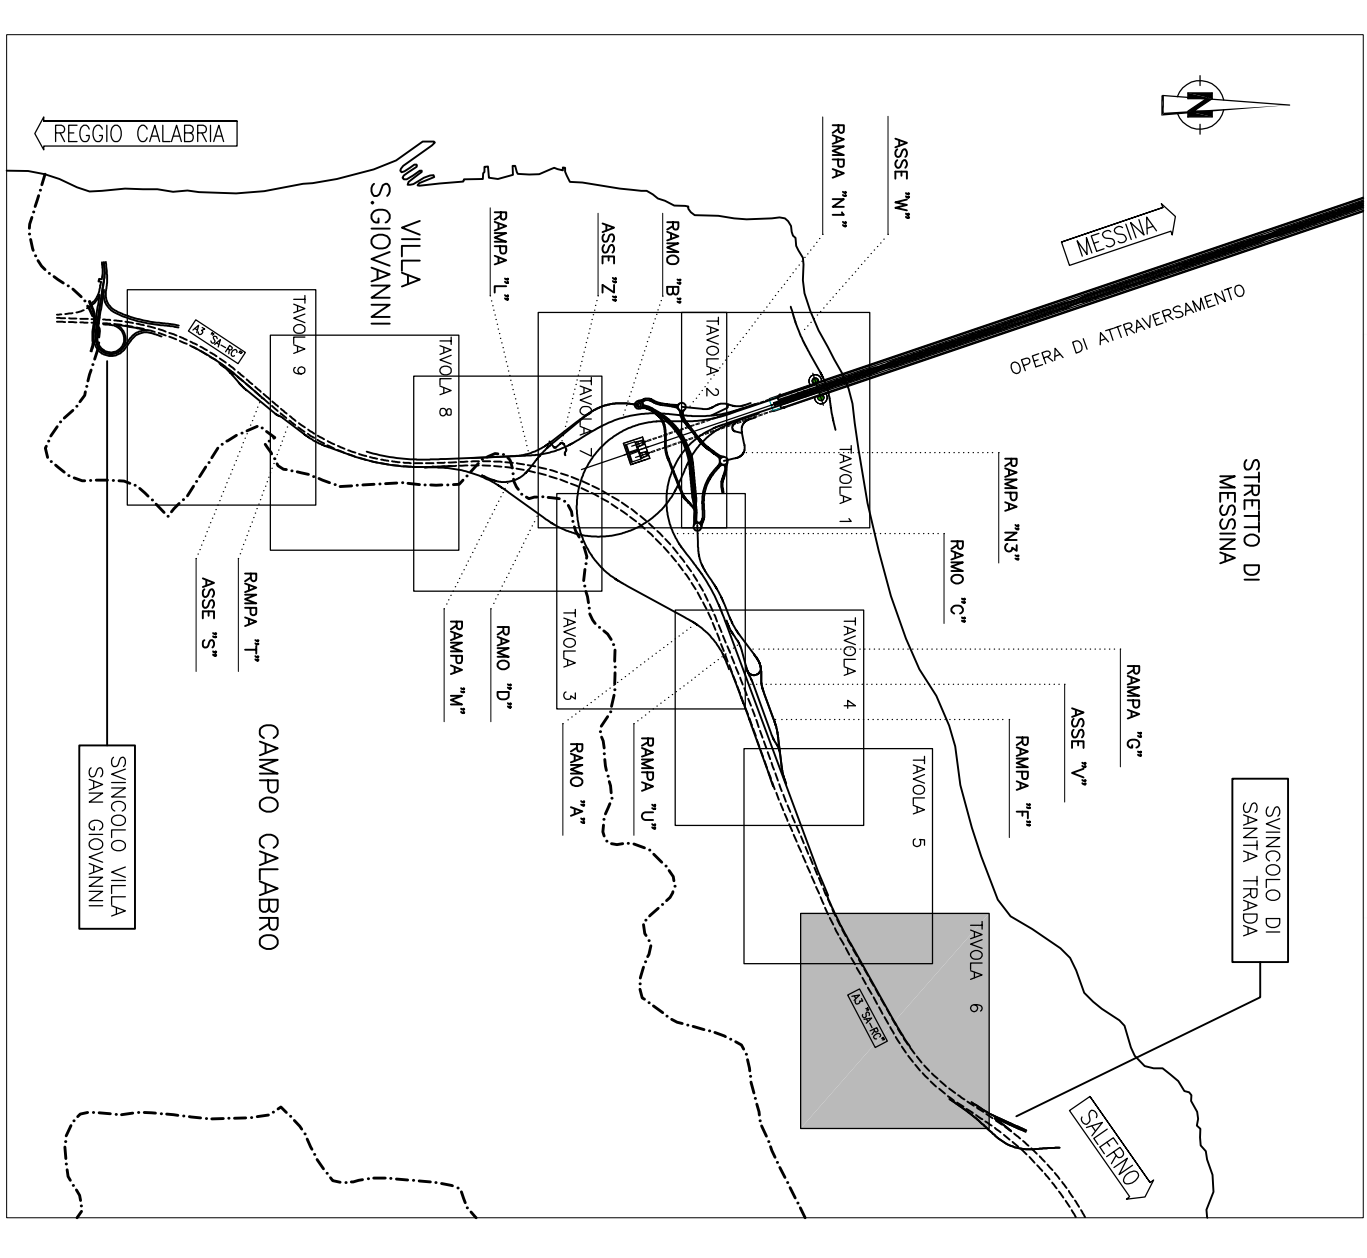 REGGIO CALABRIA
N
MESSINA
OPERA DI ATTRAVERSAMENTO
STRETTO DI
MESSINA
ASSE "W"
RAMPA "N1"
RAMO "B"
ASSE "Z"
RAMPA "L"
VILLA
S.GIOVANNI
TAVOLA 9
A3 "SA-RC"
TAVOLA 8
TAVOLA 7
TAVOLA 2
TAVOLA 1
RAMPA "N3"
RAMO "C"
TAVOLA 3
TAVOLA 4
RAMPA "G"
ASSE "V"
RAMPA "F"
RAMPA "T"
ASSE "S"
RAMO "D"
RAMPA "M"
RAMPA "U"
RAMO "A"
TAVOLA 5
TAVOLA 6
A3 "SA-RC"
CAMPO CALABRO
SVINCOLO VILLA
SAN GIOVANNI
SVINCOLO DI
SANTA TRADA
SALERNO